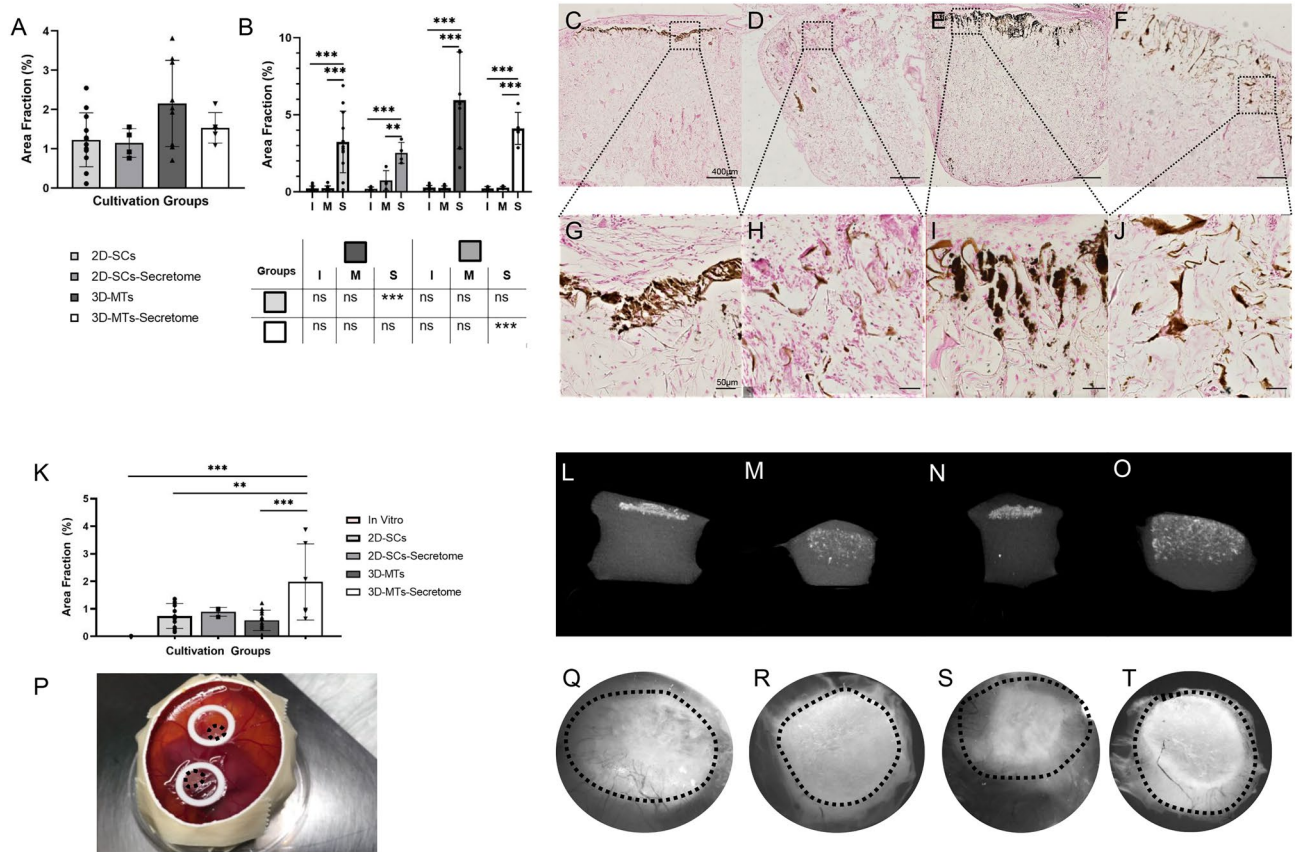 A
Area Fraction (%)
4
3
2
1
0
Cultivation Groups
2D-SCs
2D-SCs-Secretome
3D-MTs
3D-MTs-Secretome
B
Area Fraction (%)
10
5
0
*** *** *** ** *** *** *** ***
I M S I M S I M S I M S
Groups I M S I M S
ns ns *** ns ns ns
ns ns ns ns ns ***
C D E F
400µm
G H I J
50µm
K
Area Fraction (%)
5
4
3
2
1
0
***
**
***
Cultivation Groups
In Vitro
2D-SCs
2D-SCs-Secretome
3D-MTs
3D-MTs-Secretome
L M N O
P
Q R S T